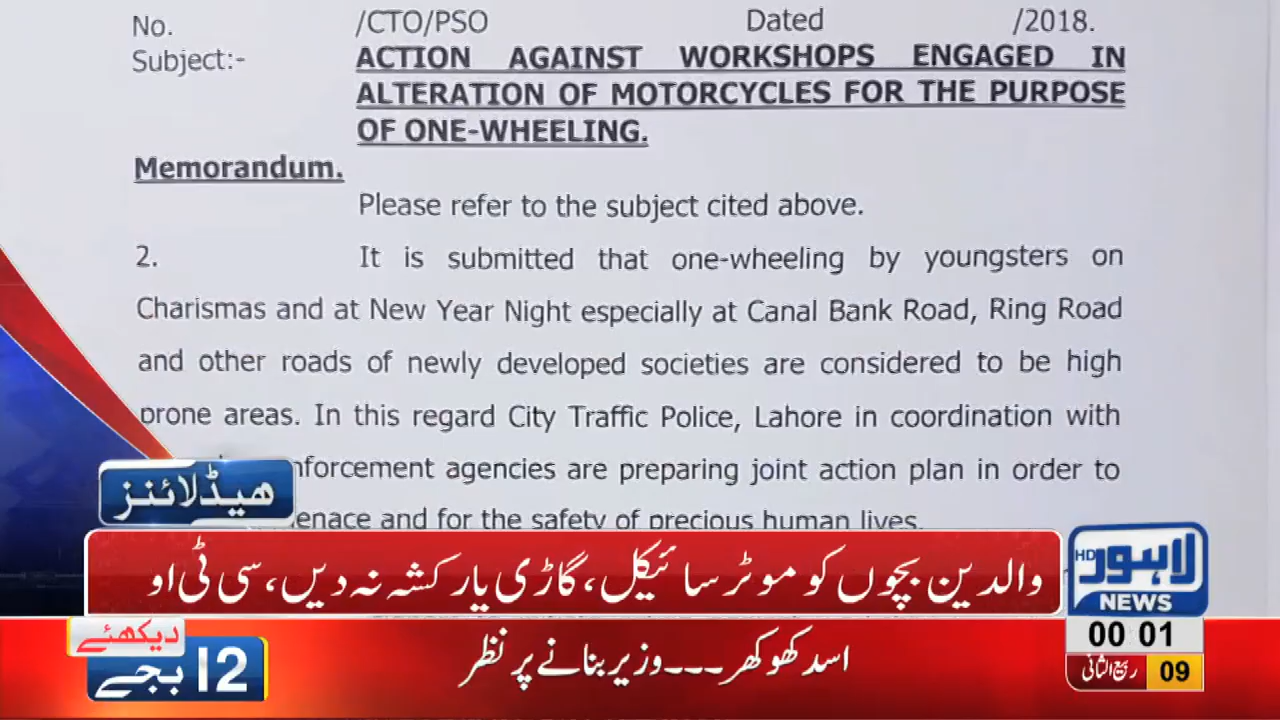 No. /CTO/PSO Dated /2018.
Subject:- ACTION AGAINST WORKSHOPS ENGAGED IN
ALTERATION OF MOTORCYCLES FOR THE PURPOSE
OF ONE-WHEELING.
Memorandum.
Please refer to the subject cited above.
2. It is submitted that one-wheeling by youngsters on
Charismas and at New Year Night especially at Canal Bank Road, Ring Road
and other roads of newly developed societies are considered to be high
prone areas. In this regard City Traffic Police, Lahore in coordination with
nforcement agencies are preparing joint action plan in order to
enace and for the safety of precious human lives.
ہیڈلائنز
والدین بچوں کو موٹر سائیکل، گاڑی یا رکشہ نہ دیں، سی ٹی او
لاہور HD
NEWS
00 01
09 ربیع الثانی
دیکھئے
12 بجے
اسد کھوکھر ۔۔۔ وزیر بنانے پر نظر